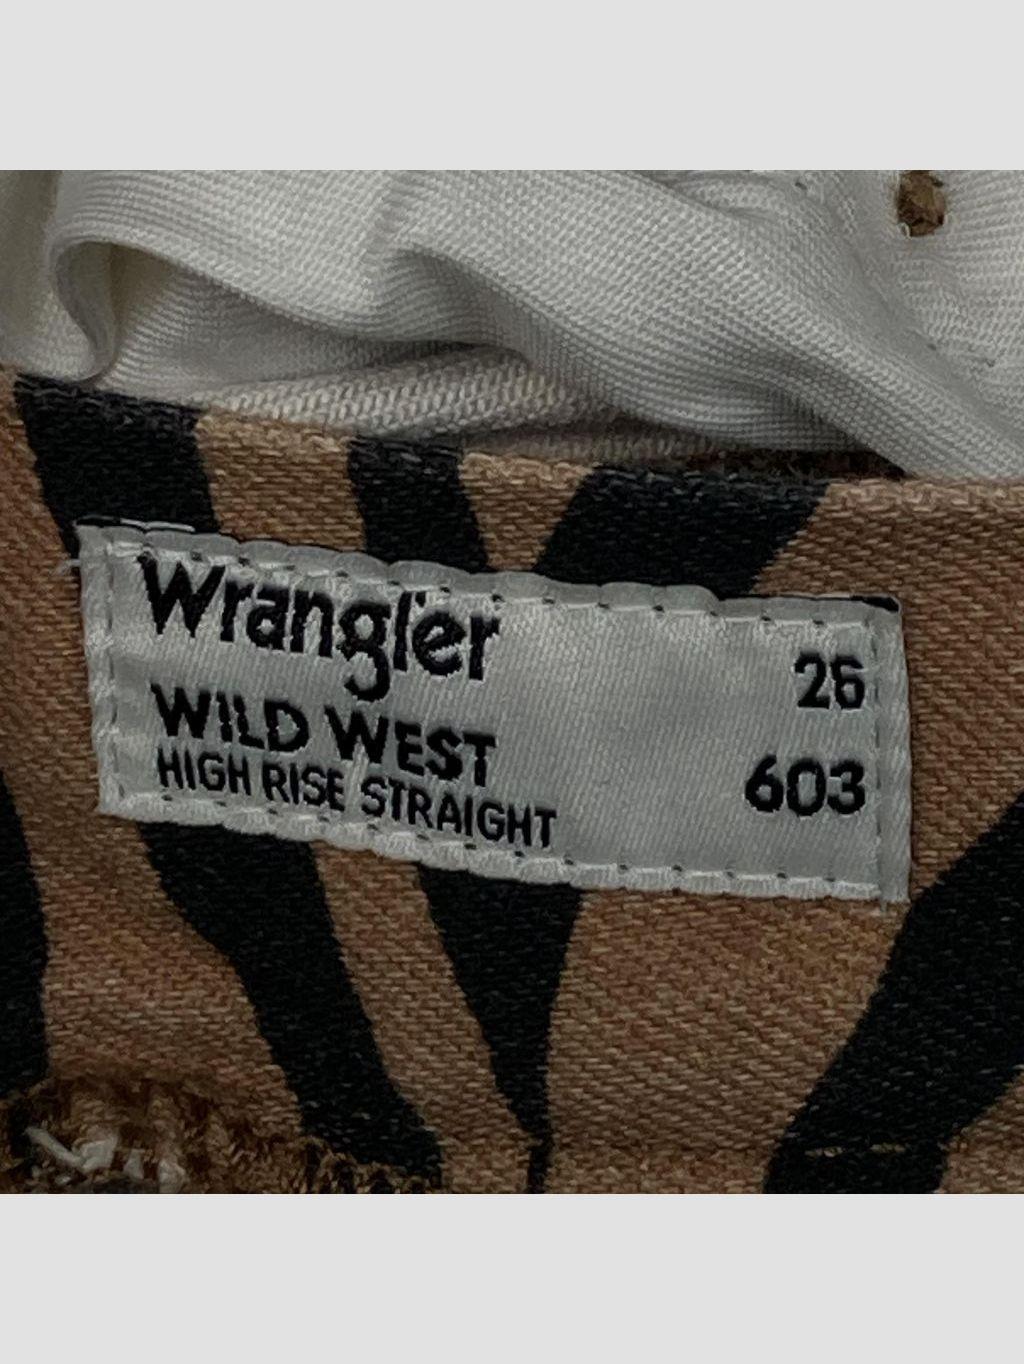 Wrangler
26
WILD WEST
603
HIGH RISE STRAIGHT